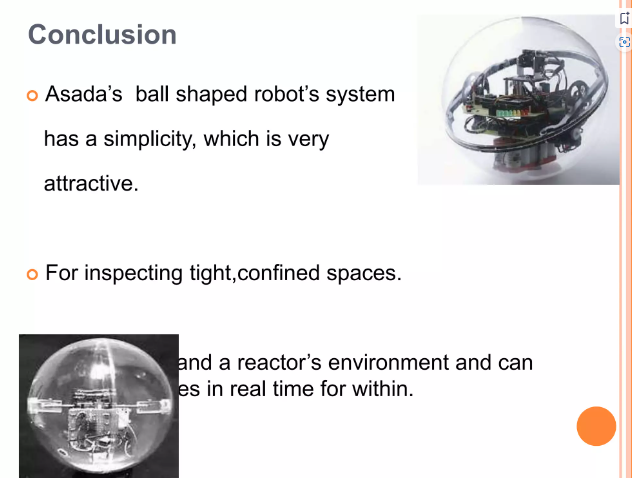 Conclusion
Asada’s ball shaped robot’s system
has a simplicity, which is very
attractive.
For inspecting tight,confined spaces.
and a reactor’s environment and can
es in real time for within.